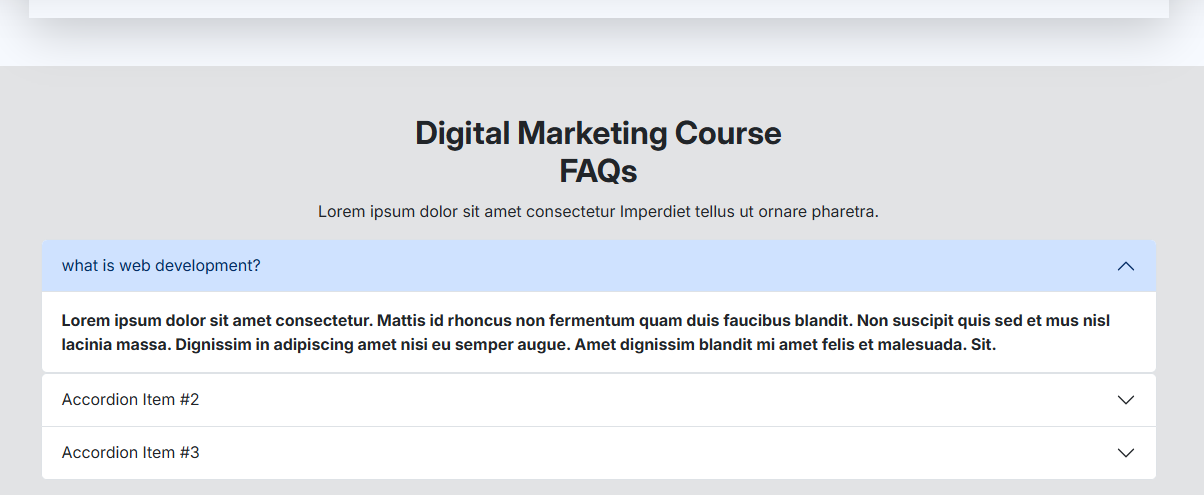 Digital Marketing Course
FAQs
Lorem ipsum dolor sit amet consectetur Imperdiet tellus ut ornare pharetra.
what is web development?
Lorem ipsum dolor sit amet consectetur. Mattis id rhoncus non fermentum quam duis faucibus blandit. Non suscipit quis sed et mus nisl
lacinia massa. Dignissim in adipiscing amet nisi eu semper augue. Amet dignissim blandit mi amet felis et malesuada. Sit.
Accordion Item #2
Accordion Item #3